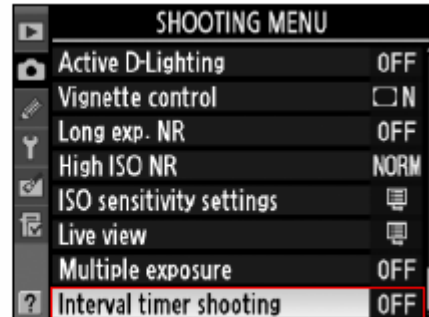 SHOOTING MENU
Active D-Lighting OFF
Vignette control N
Long exp. NR OFF
High ISO NR NORM
ISO sensitivity settings
Live view
Multiple exposure OFF
? Interval timer shooting OFF